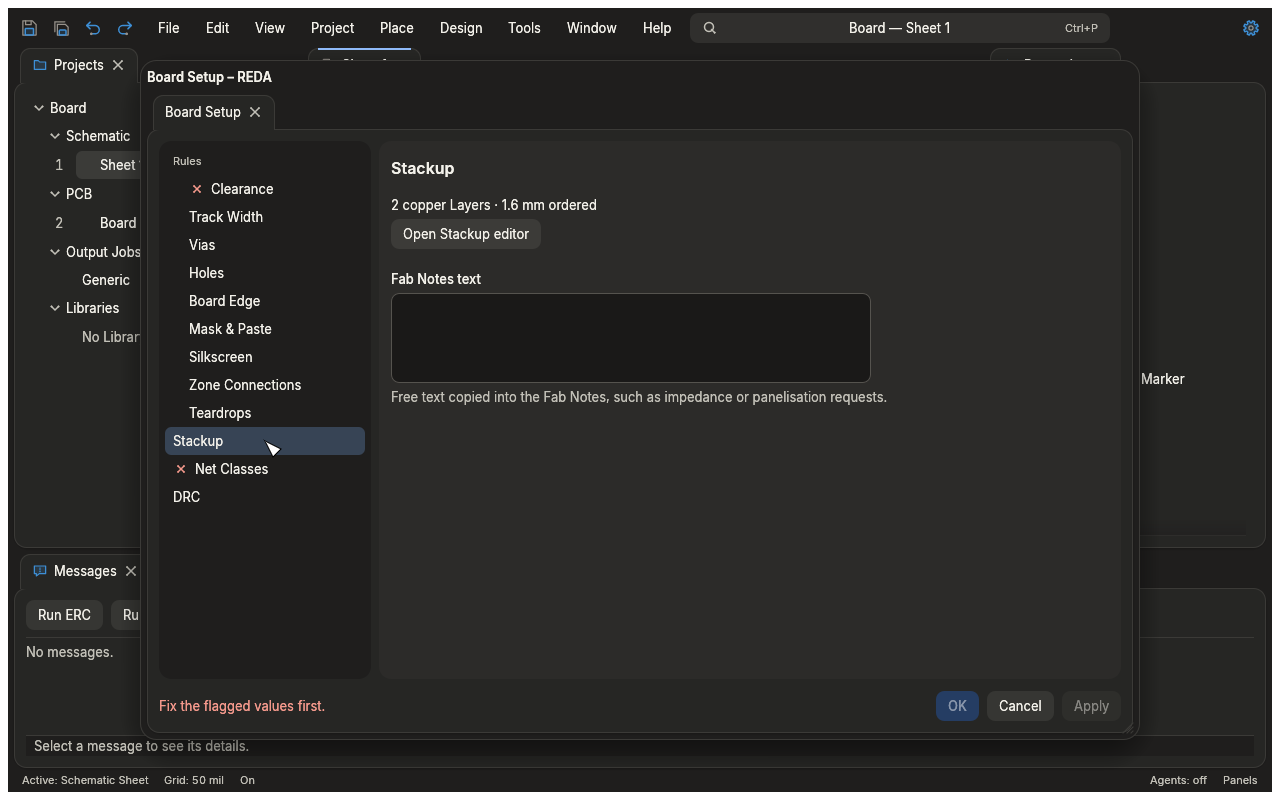 File Edit View Project Place Design Tools Window Help Board — Sheet 1 Ctrl+P
Projects
Board Setup – REDA
Board
Board Setup
Schematic
1 Sheet
PCB
2 Board
Output Jobs
Generic
Libraries
No Librar
Rules
Clearance
Track Width
Vias
Holes
Board Edge
Mask & Paste
Silkscreen
Zone Connections
Teardrops
Stackup
Net Classes
DRC
Stackup
2 copper Layers · 1.6 mm ordered
Open Stackup editor
Fab Notes text
Free text copied into the Fab Notes, such as impedance or panelisation requests.
Marker
Fix the flagged values first.
OK Cancel Apply
Messages
Run ERC Ru
No messages.
Select a message to see its details.
Active: Schematic Sheet Grid: 50 mil On Agents: off Panels